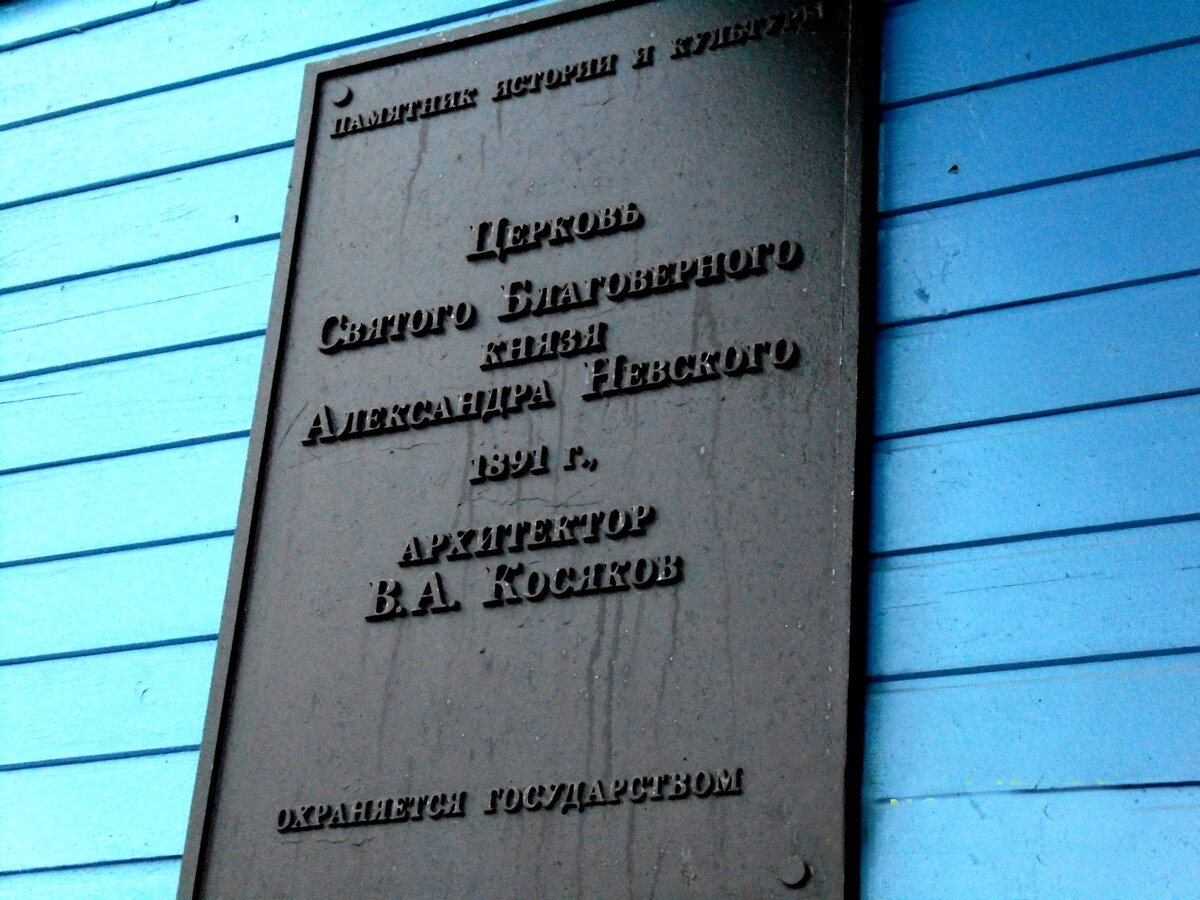 ПАМЯТНИК ИСТОРИИ И КУЛЬТУРЫ
ЦЕРКОВЬ
СВЯТОГО БЛАГОВЕРНОГО
КНЯЗЯ
АЛЕКСАНДРА НЕВСКОГО
1891 Г.,
АРХИТЕКТОР
В.А. КОСЯКОВ
ОХРАНЯЕТСЯ ГОСУДАРСТВОМ